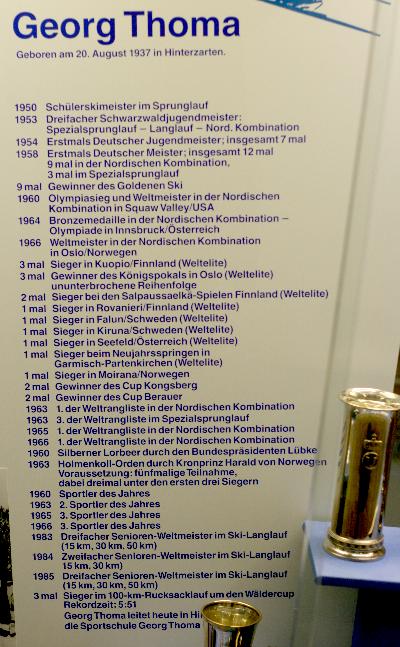 Georg Thoma
Geboren am 20. August 1937 in Hinterzarten.
1950 Schülerskimeister im Sprunglauf
1953 Dreifacher Schwarzwaldjugendmeister:
Spezialsprunglauf – Langlauf – Nord. Kombination
1954 Erstmals Deutscher Jugendmeister; insgesamt 7 mal
1958 Erstmals Deutscher Meister; insgesamt 12 mal
9 mal in der Nordischen Kombination,
3 mal im Spezialsprunglauf
9 mal Gewinner des Goldenen Ski
1960 Olympiasieg und Weltmeister in der Nordischen
Kombination in Squaw Valley/USA
1964 Bronzemedaille in der Nordischen Kombination –
Olympiade in Innsbruck/Österreich
1966 Weltmeister in der Nordischen Kombination
in Oslo/Norwegen
3 mal Sieger in Kuopio/Finnland (Weltelite)
3 mal Gewinner des Königspokals in Oslo (Weltelite)
ununterbrochene Reihenfolge
2 mal Sieger bei den Salpausselkä-Spielen Finnland (Weltelite)
1 mal Sieger in Rovanieri/Finnland (Weltelite)
1 mal Sieger in Falun/Schweden (Weltelite)
1 mal Sieger in Kiruna/Schweden (Weltelite)
1 mal Sieger in Seefeld/Österreich (Weltelite)
1 mal Sieger beim Neujahrsspringen in
Garmisch-Partenkirchen (Weltelite)
1 mal Sieger in Moirana/Norwegen
2 mal Gewinner des Cup Kongsberg
2 mal Gewinner des Cup Berauer
1963 1. der Weltrangliste in der Nordischen Kombination
1963 3. der Weltrangliste im Spezialsprunglauf
1965 1. der Weltrangliste in der Nordischen Kombination
1966 1. der Weltrangliste in der Nordischen Kombination
1960 Silberner Lorbeer durch den Bundespräsidenten Lübke
1963 Holmenkoll-Orden durch Kronprinz Harald von Norwegen
Voraussetzung: fünfmalige Teilnahme,
dabei dreimal unter den ersten drei Siegern
1960 Sportler des Jahres
1963 2. Sportler des Jahres
1965 3. Sportler des Jahres
1966 3. Sportler des Jahres
1983 Dreifacher Senioren-Weltmeister im Ski-Langlauf
(15 km, 30 km, 50 km)
1984 Zweifacher Senioren-Weltmeister im Ski-Langlauf
15 km, 30 km)
1985 Dreifacher Senioren-Weltmeister im Ski-Langlauf
(15 km, 30 km, 50 km)
3 mal Sieger im 100-km-Rucksacklauf um den Wäldercup
Rekordzeit: 5:51
Georg Thoma leitet heute in
die Sportschule Georg Thoma